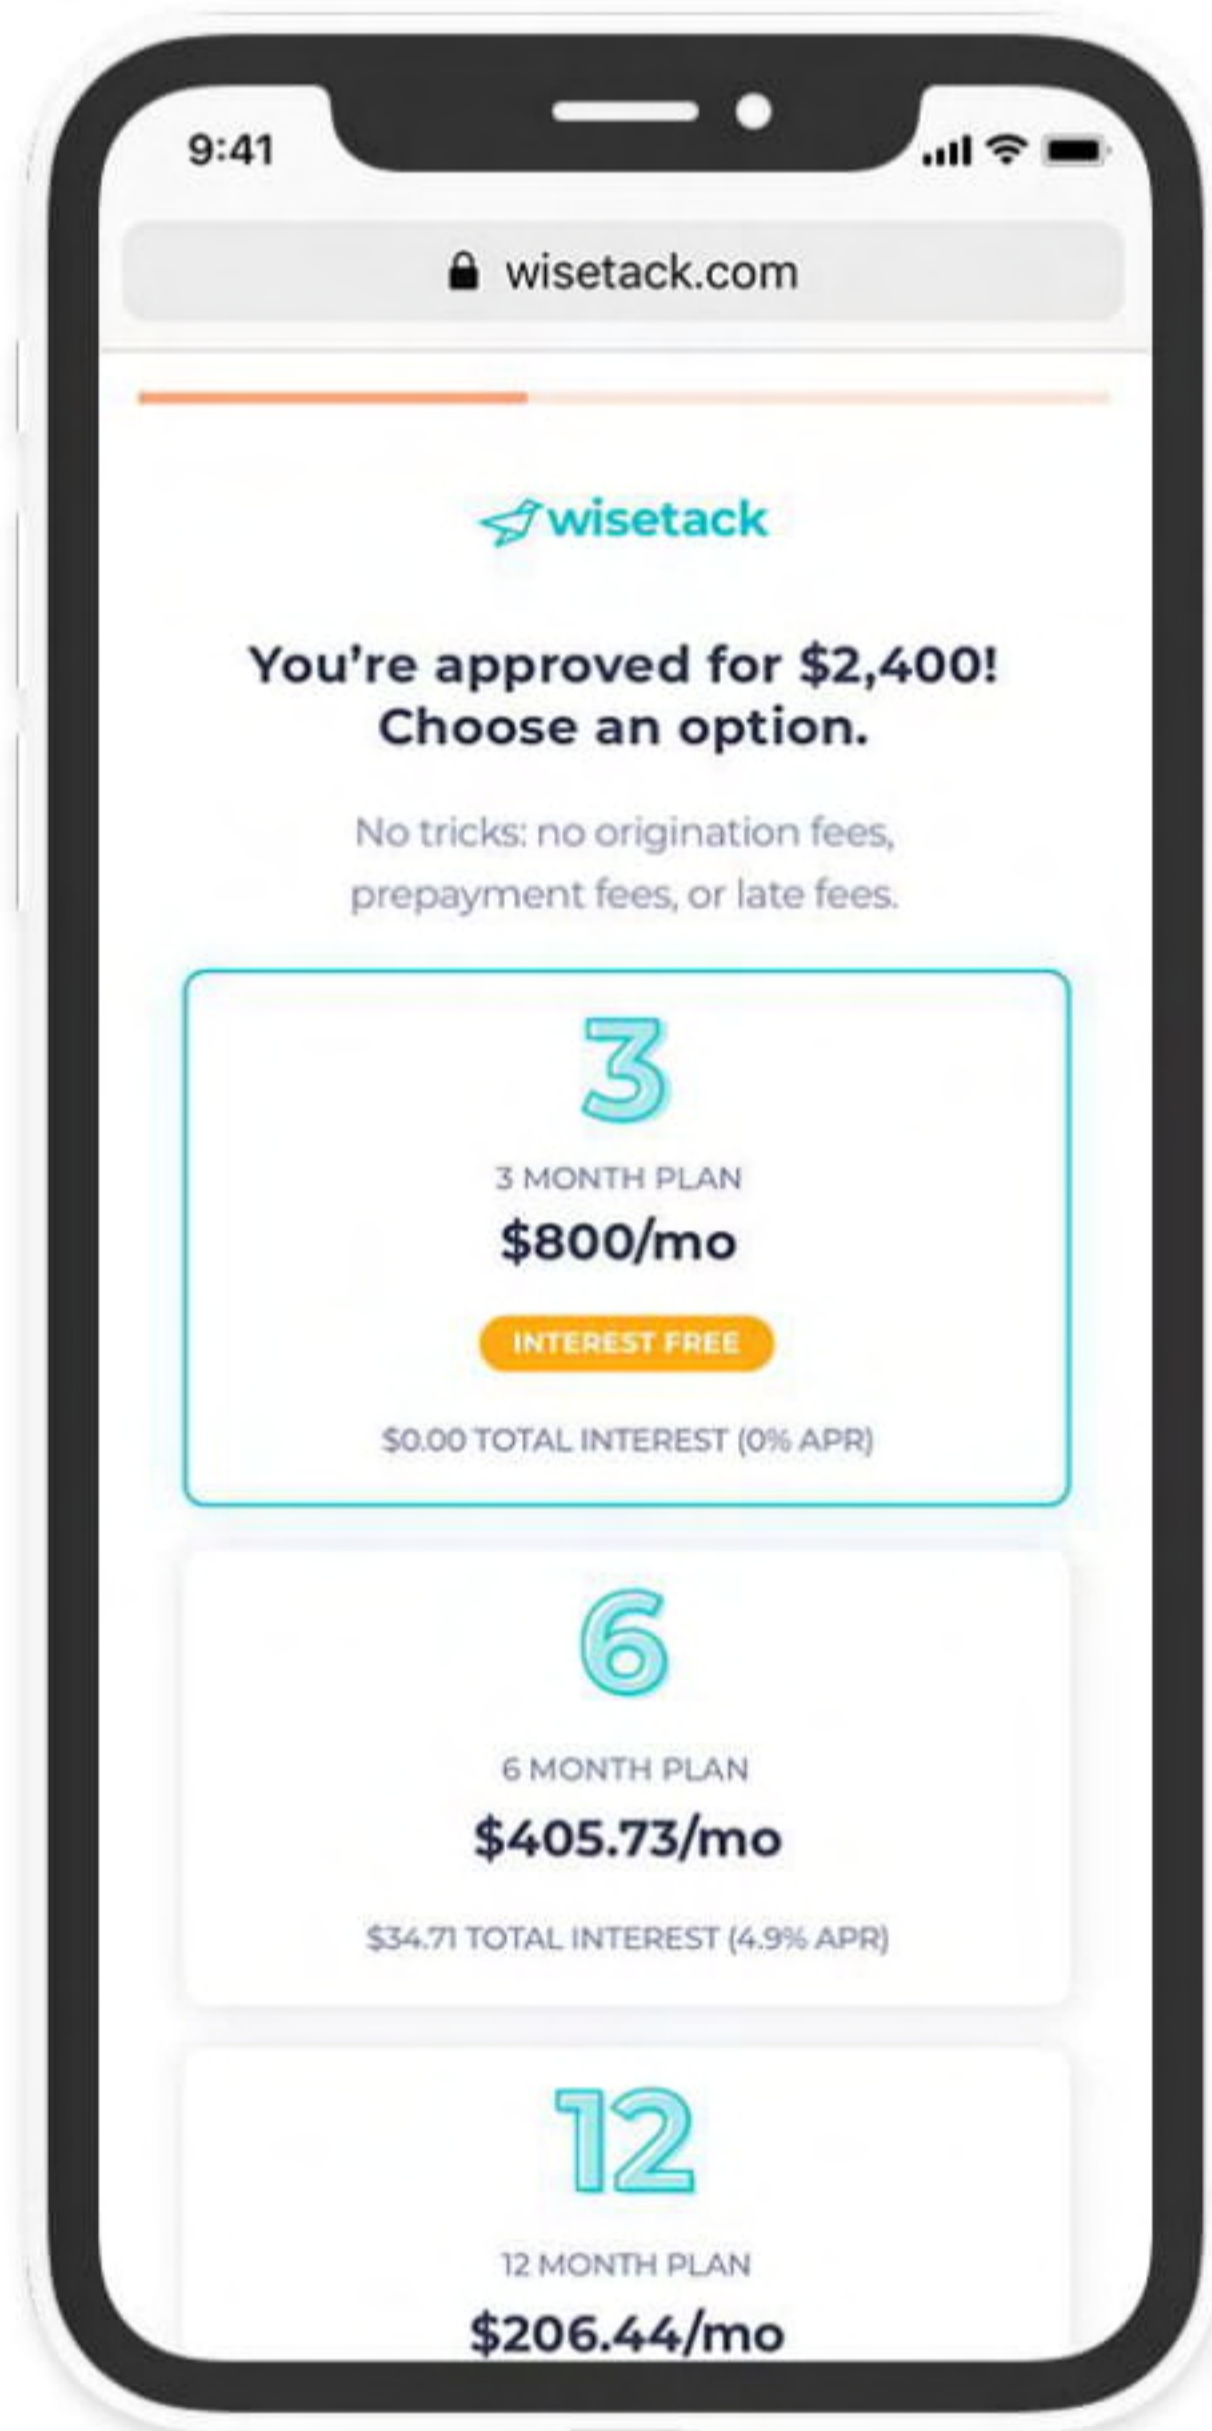 9:41
wisetack.com
wisetack
You're approved for $2,400!
Choose an option.
No tricks: no origination fees,
prepayment fees, or late fees.
3
3 MONTH PLAN
$800/mo
INTEREST FREE
$0.00 TOTAL INTEREST (0% APR)
6
6 MONTH PLAN
$405.73/mo
$34.71 TOTAL INTEREST (4.9% APR)
12
12 MONTH PLAN
$206.44/mo